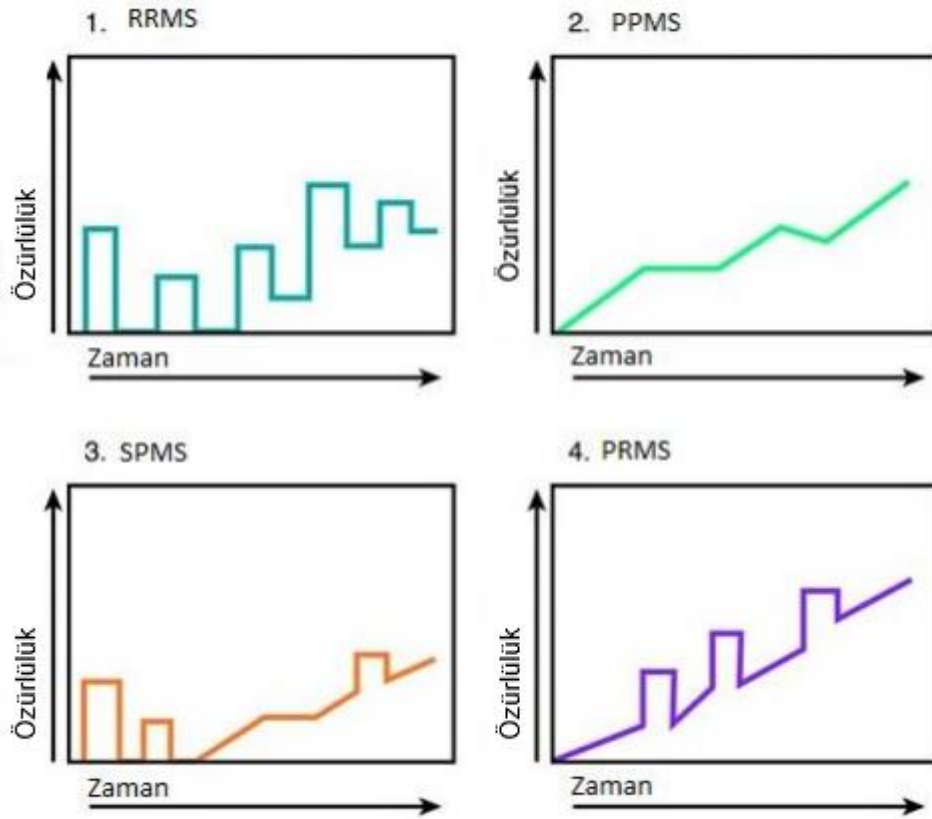 1. RRMS
Özürlülük
Zaman
2. PPMS
Özürlülük
Zaman
3. SPMS
Özürlülük
Zaman
4. PRMS
Özürlülük
Zaman